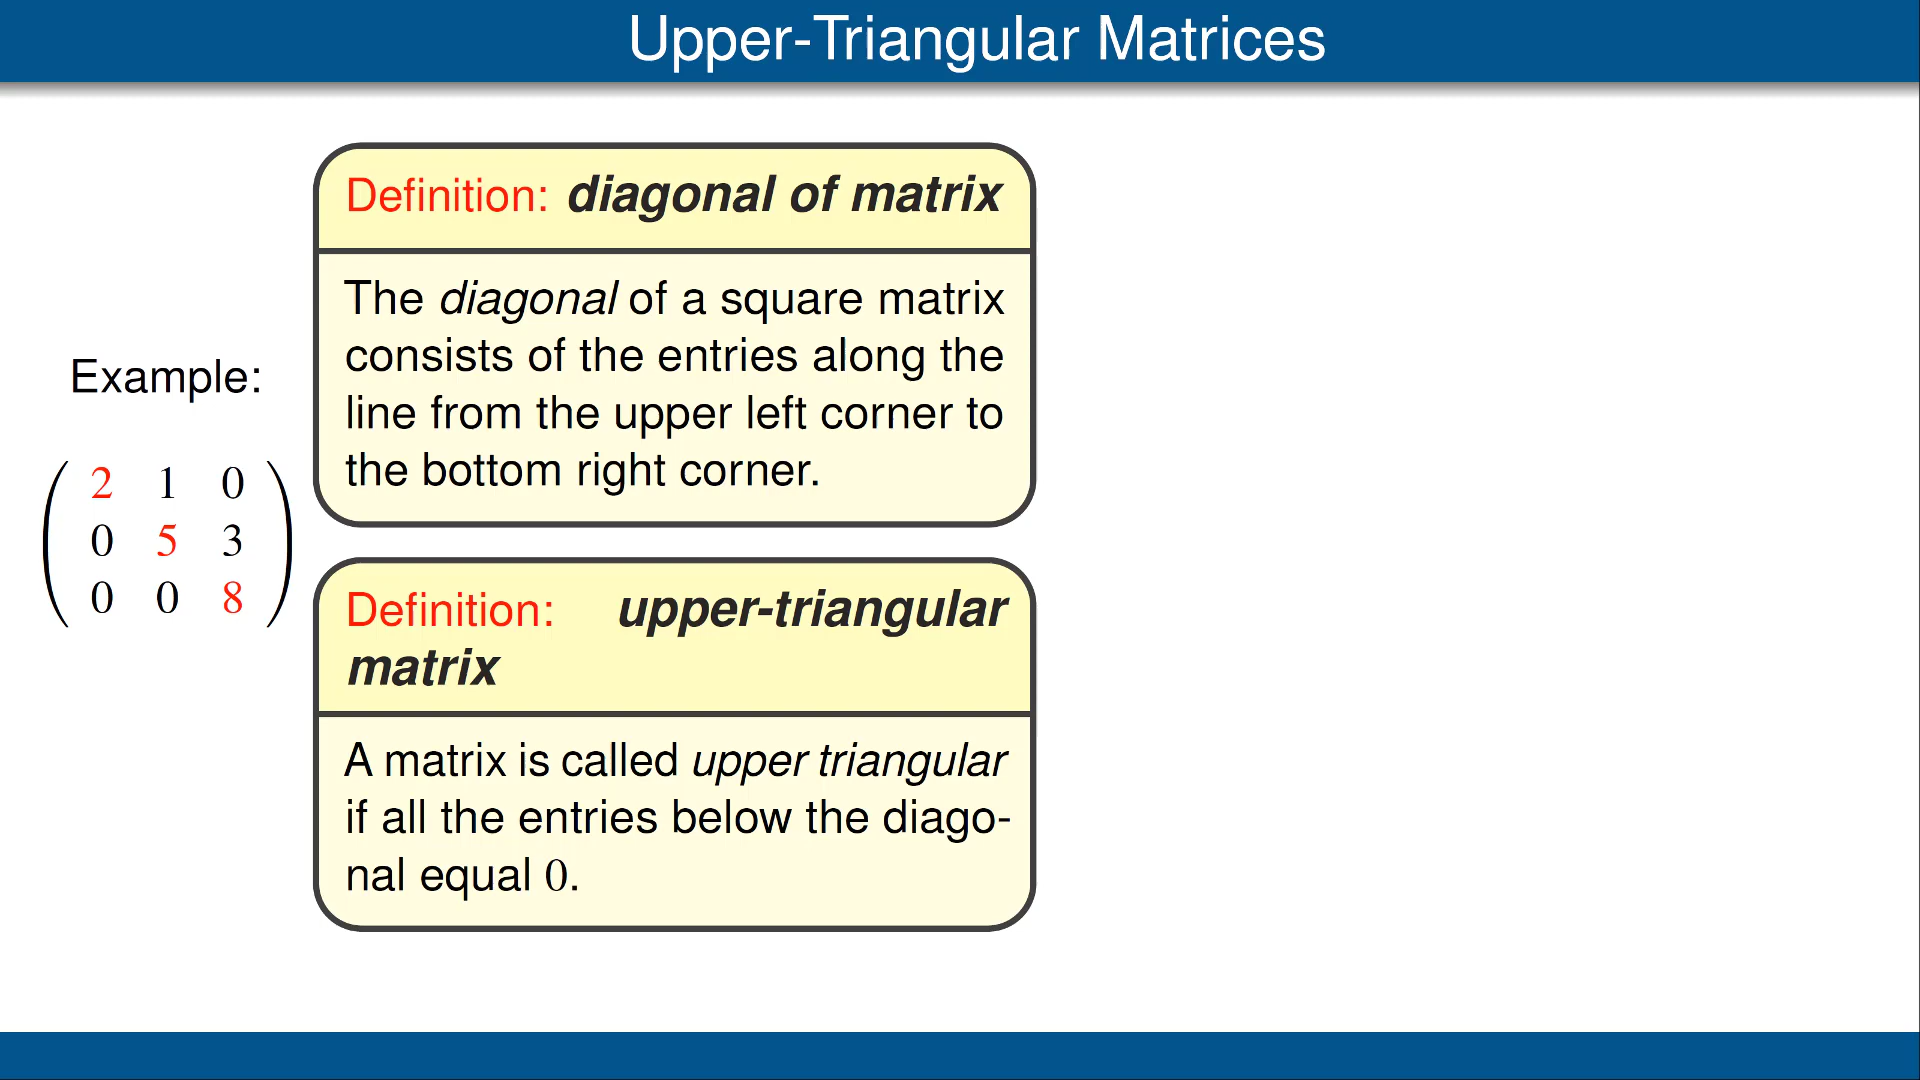 Upper-Triangular Matrices
Example:
2 1 0
0 5 3
0 0 8
Definition: diagonal of matrix
The diagonal of a square matrix
consists of the entries along the
line from the upper left corner to
the bottom right corner.
Definition: upper-triangular
matrix
A matrix is called upper triangular
if all the entries below the diago-
nal equal 0.